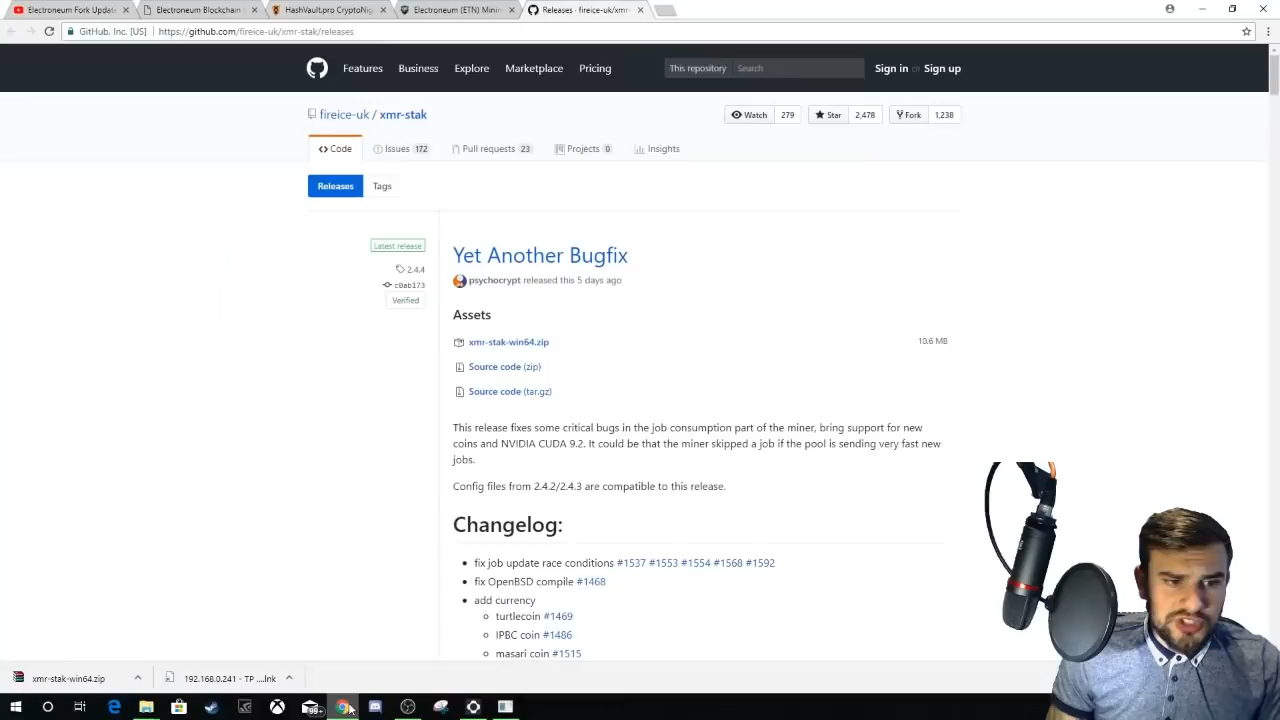 Electroneum Fork Update
Electroneum Blockchain
HashVault.pro CryptoNig
Electroneum (ETN) Minin
Releases · fireice-uk/xmr-
GitHub, Inc. [US]
https://github.com/fireice-uk/xmr-stak/releases
Features
Business
Explore
Marketplace
Pricing
This repository
Search
Sign in or Sign up
fireice-uk / xmr-stak
Watch 279
Star 2,478
Fork 1,238
Code
Issues 172
Pull requests 23
Projects 0
Insights
Releases
Tags
Latest release
2.4.4
c0ab173
Verified
Yet Another Bugfix
psychocrypt released this 5 days ago
Assets
xmr-stak-win64.zip
10.6 MB
Source code (zip)
Source code (tar.gz)
This release fixes some critical bugs in the job consumption part of the miner, bring support for new
coins and NVIDIA CUDA 9.2. It could be that the miner skipped a job if the pool is sending very fast new
jobs.
Config files from 2.4.2/2.4.3 are compatible to this release.
Changelog:
fix job update race conditions #1537 #1553 #1554 #1568 #1592
fix OpenBSD compile #1468
add currency
turtlecoin #1469
IPBC coin #1486
masari coin #1515
xmr-stak-win64.zip
192.168.0.241 - TP ....lnk
99+